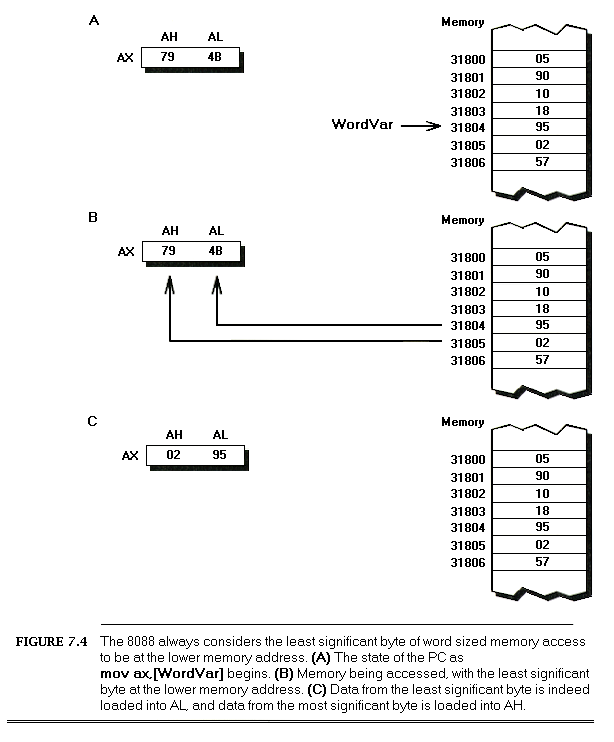 A
Memory
AH AL
AX 79 4B
31800 05
31801 90
31802 10
31803 18
WordVar 31804 95
31805 02
31806 57
B
Memory
AH AL
AX 79 4B
31800 05
31801 90
31802 10
31803 18
31804 95
31805 02
31806 57
C
Memory
AH AL
AX 02 95
31800 05
31801 90
31802 10
31803 18
31804 95
31805 02
31806 57
FIGURE 7.4 The 8088 always considers the least significant byte of word sized memory access
to be at the lower memory address. (A) The state of the PC as
mov ax,[WordVar] begins. (B) Memory being accessed, with the least significant
byte at the lower memory address. (C) Data from the least significant byte is indeed
loaded into AL, and data from the most significant byte is loaded into AH.